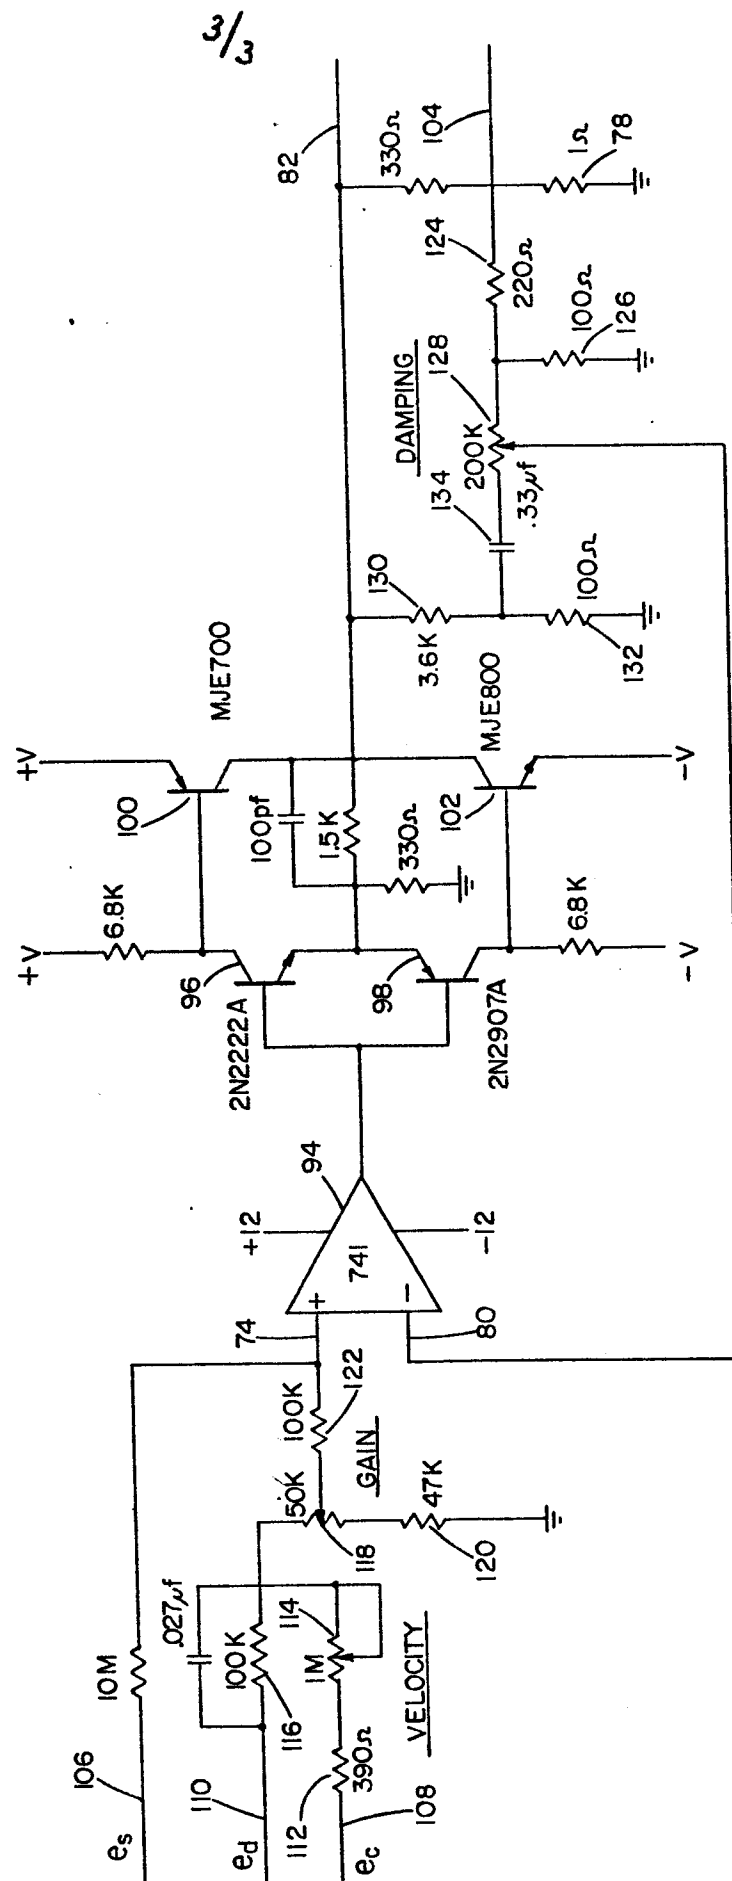 3/3
82
104
330Ω
1Ω
78
124
220Ω
100Ω
126
DAMPING
128
200K
134
.33µf
130
3.6K
100Ω
132
MJE700
MJE800
+V
100
100pf
1.5K
330Ω
102
-V
+V
6.8K
96
2N2222A
98
2N2907A
6.8K
-V
94
+12
741
-12
+
-
74
80
122
100K
50K
GAIN
47K
118
120
.027µf
114
10M
100K
1M
VELOCITY
116
106
110
112
390Ω
108
es
ed
ec